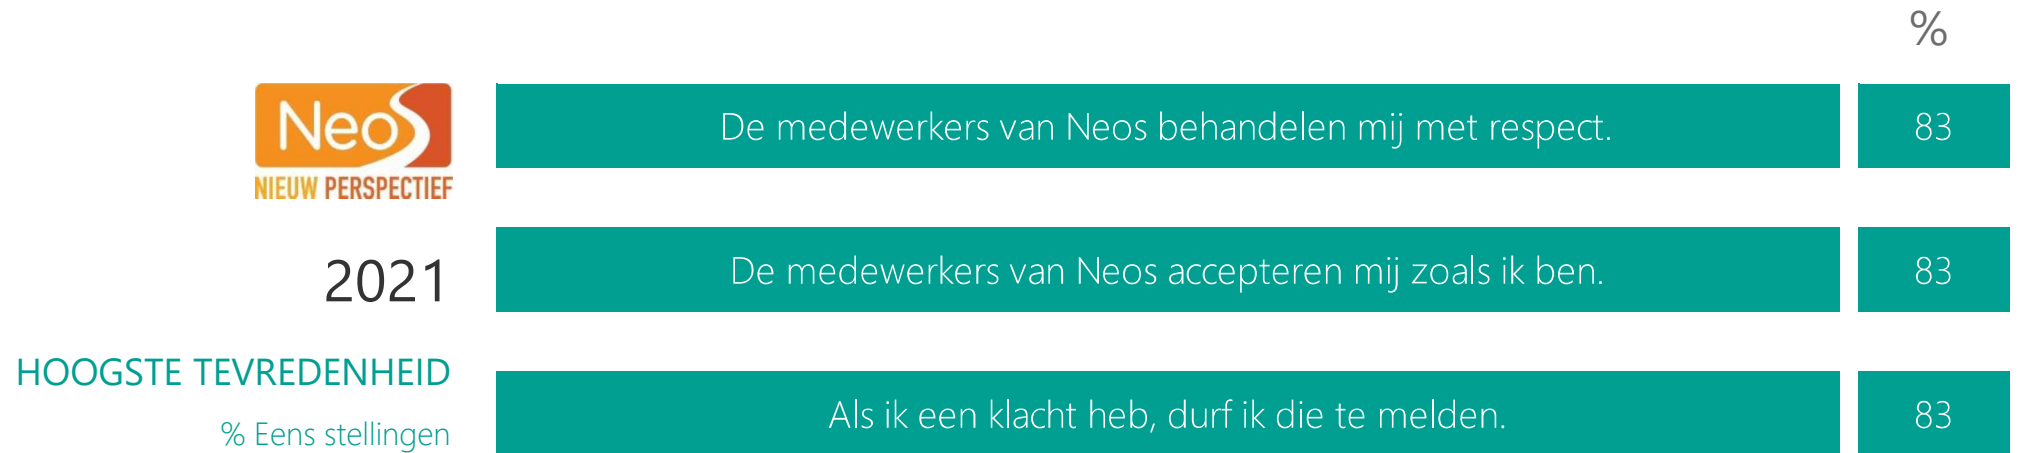 %
Neos
NIEUW PERSPECTIEF
2021
HOOGSTE TEVREDENHEID
% Eens stellingen
De medewerkers van Neos behandelen mij met respect. 83
De medewerkers van Neos accepteren mij zoals ik ben. 83
Als ik een klacht heb, durf ik die te melden. 83